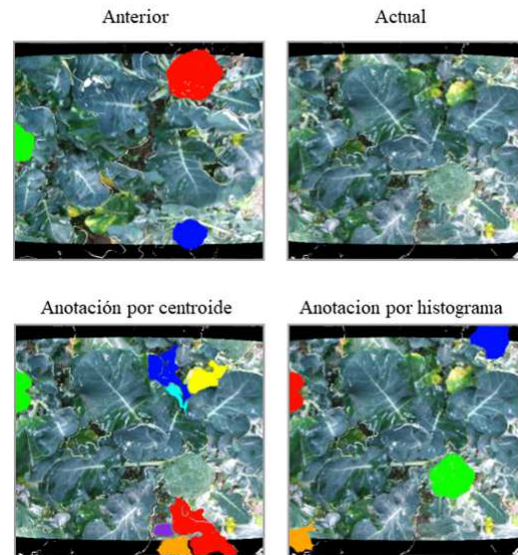 Anterior
Actual
Anotación por centroide
Anotacion por histograma